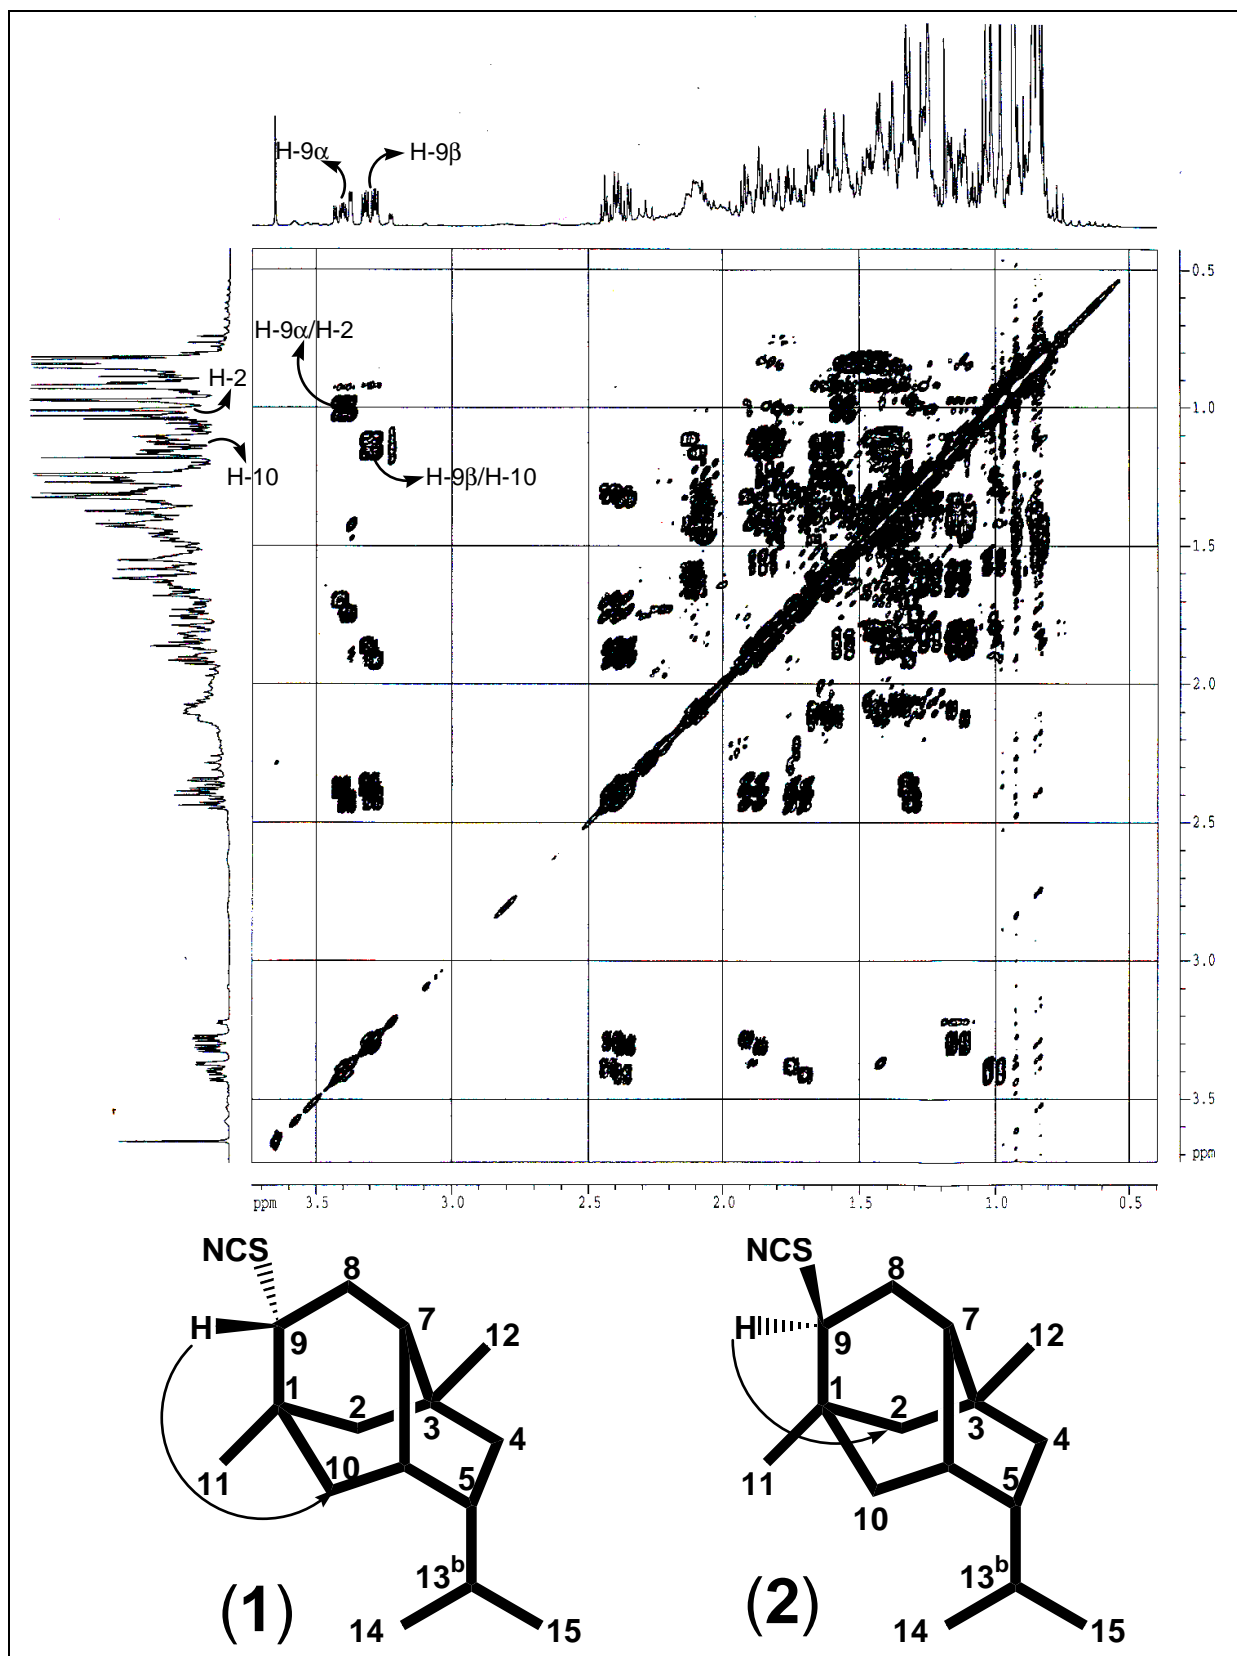 H-9α
H-9β
0.5
H-9α/H-2
H-2
1.0
H-10
H-9β/H-10
1.5
2.0
2.5
3.0
3.5
ppm
ppm 3.5 3.0 2.5 2.0 1.5 1.0 0.5
NCS 8
H 9 7 12
1 2 3 4
11 10 5
13b
(1) 14 15
NCS 8
H 9 7 12
1 2 3 4
11 10 5
13b
(2) 14 15